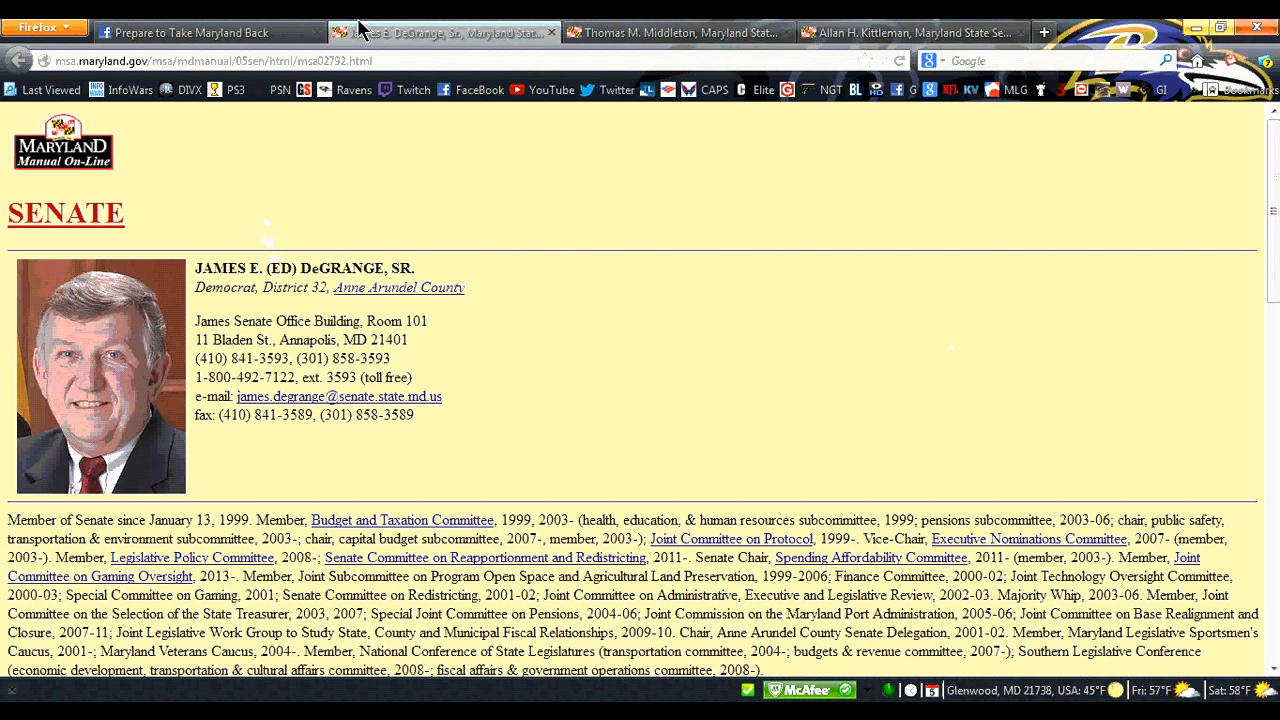 Firefox
Prepare to Take Maryland Back
E. DeGrange, Sr., Maryland Stat...
Thomas M. Middleton, Maryland Stat...
Allan H. Kittleman, Maryland State Se...
msa.maryland.gov/msa/mdmanual/05sen/html/msa02792.html
Google
Last Viewed INFO WARS InfoWars DIVX PS3 PSN Ravens Twitch FaceBook YouTube Twitter CAPS Elite NGT BL HD G KV MLG GI Bookmarks
MARYLAND
Manual On-Line
SENATE
JAMES E. (ED) DeGRANGE, SR.
Democrat, District 32, Anne Arundel County
James Senate Office Building, Room 101
11 Bladen St., Annapolis, MD 21401
(410) 841-3593, (301) 858-3593
1-800-492-7122, ext. 3593 (toll free)
e-mail: james.degrange@senate.state.md.us
fax: (410) 841-3589, (301) 858-3589
Member of Senate since January 13, 1999. Member, Budget and Taxation Committee, 1999, 2003- (health, education, & human resources subcommittee, 1999; pensions subcommittee, 2003-06; chair, public safety,
transportation & environment subcommittee, 2003-; chair, capital budget subcommittee, 2007-, member, 2003-); Joint Committee on Protocol, 1999-. Vice-Chair, Executive Nominations Committee, 2007- (member,
2003-). Member, Legislative Policy Committee, 2008-; Senate Committee on Reapportionment and Redistricting, 2011-. Senate Chair, Spending Affordability Committee, 2011- (member, 2003-). Member, Joint
Committee on Gaming Oversight, 2013-. Member, Joint Subcommittee on Program Open Space and Agricultural Land Preservation, 1999-2006; Finance Committee, 2000-02; Joint Technology Oversight Committee,
2000-03; Special Committee on Gaming, 2001; Senate Committee on Redistricting, 2001-02; Joint Committee on Administrative, Executive and Legislative Review, 2002-03. Majority Whip, 2003-06. Member, Joint
Committee on the Selection of the State Treasurer, 2003, 2007; Special Joint Committee on Pensions, 2004-06; Joint Commission on the Maryland Port Administration, 2005-06; Joint Committee on Base Realignment and
Closure, 2007-11; Joint Legislative Work Group to Study State, County and Municipal Fiscal Relationships, 2009-10. Chair, Anne Arundel County Senate Delegation, 2001-02. Member, Maryland Legislative Sportsmen's
Caucus, 2001-; Maryland Veterans Caucus, 2004-. Member, National Conference of State Legislatures (transportation committee, 2004-; budgets & revenue committee, 2007-); Southern Legislative Conference
(economic development, transportation & cultural affairs committee, 2008-; fiscal affairs & government operations committee, 2008-).
McAfee 5 Glenwood, MD 21738, USA: 45°F Fri: 57°F Sat: 58°F